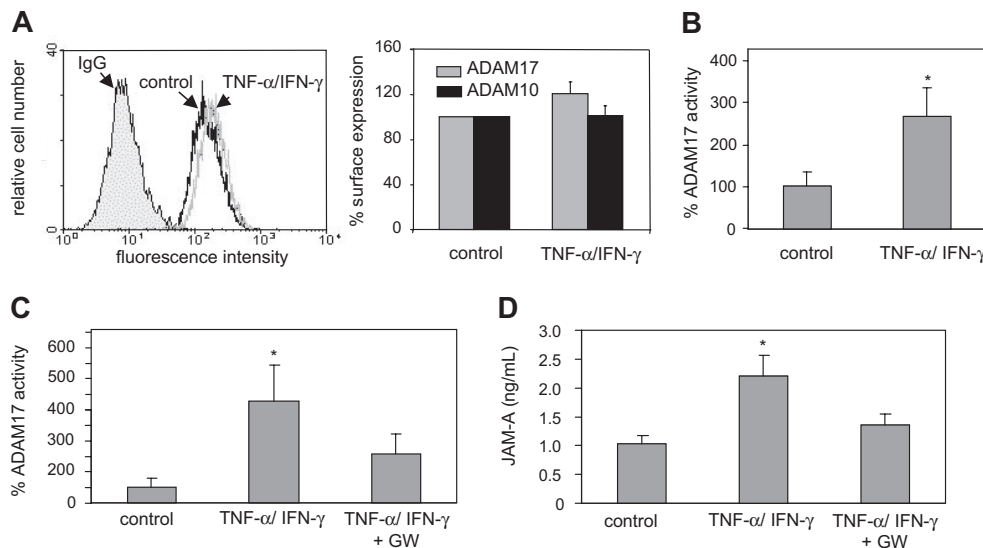 A
relative cell number
40
0
IgG
control
TNF-α/IFN-γ
10⁰ 10¹ 10² 10³ 10⁴
fluorescence intensity
% surface expression
160
120
80
40
0
ADAM17
ADAM10
control TNF-α/IFN-γ
B
% ADAM17 activity
400
300
200
100
0
*
control TNF-α/ IFN-γ
C
% ADAM17 activity
600
500
400
300
200
100
0
*
control TNF-α/ IFN-γ TNF-α/ IFN-γ
+ GW
D
JAM-A (ng/mL)
3.0
2.5
2.0
1.5
1.0
0.5
0
*
control TNF-α/ IFN-γ TNF-α/ IFN-γ
+ GW